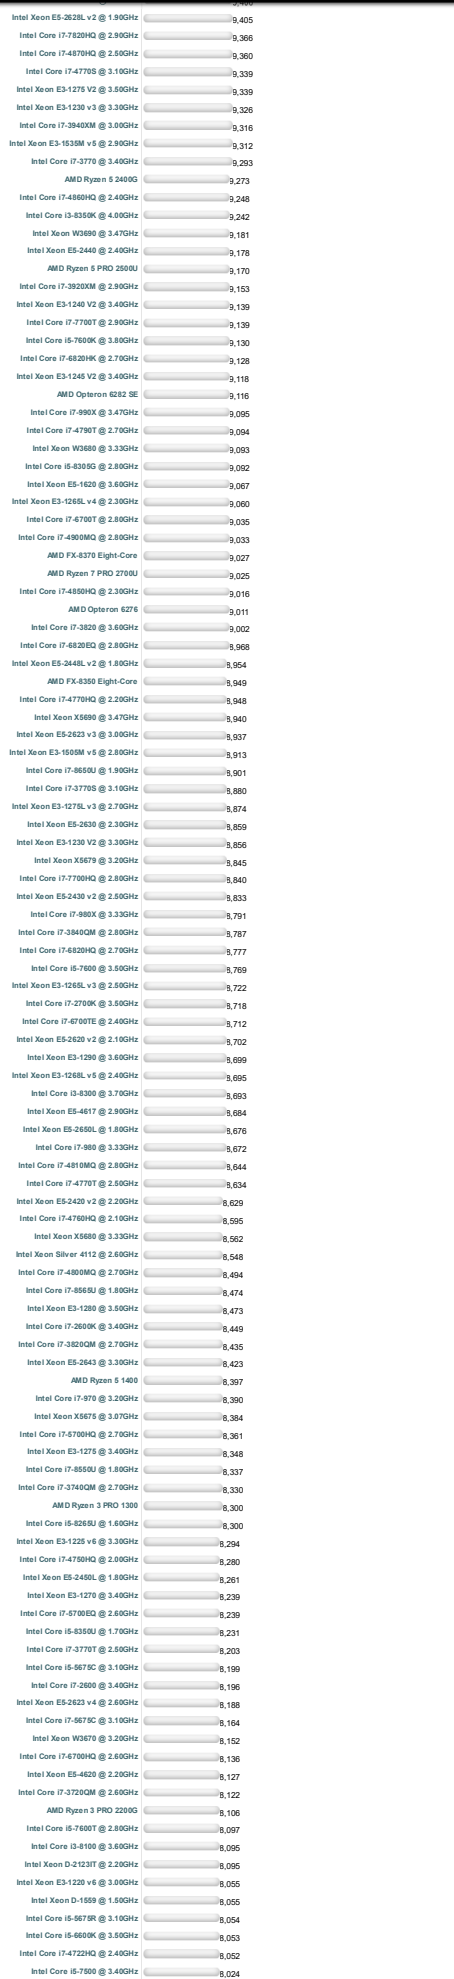 Intel Xeon E5-2628L v2 @ 1.90GHz 9,405
Intel Core i7-7820HQ @ 2.90GHz 9,366
Intel Core i7-4870HQ @ 2.50GHz 9,360
Intel Core i7-4770S @ 3.10GHz 9,339
Intel Xeon E3-1275 V2 @ 3.50GHz 9,339
Intel Xeon E3-1230 v3 @ 3.30GHz 9,326
Intel Core i7-3940XM @ 3.00GHz 9,316
Intel Xeon E3-1535M v5 @ 2.90GHz 9,312
Intel Core i7-3770 @ 3.40GHz 9,293
AMD Ryzen 5 2400G 9,273
Intel Core i7-4860HQ @ 2.40GHz 9,248
Intel Core i3-8350K @ 4.00GHz 9,242
Intel Xeon W3690 @ 3.47GHz 9,181
Intel Xeon E5-2440 @ 2.40GHz 9,178
AMD Ryzen 5 PRO 2500U 9,170
Intel Core i7-3920XM @ 2.90GHz 9,153
Intel Xeon E3-1240 V2 @ 3.40GHz 9,139
Intel Core i7-7700T @ 2.90GHz 9,139
Intel Core i5-7600K @ 3.80GHz 9,130
Intel Core i7-6820HK @ 2.70GHz 9,128
Intel Xeon E3-1245 V2 @ 3.40GHz 9,118
AMD Opteron 6282 SE 9,116
Intel Core i7-990X @ 3.47GHz 9,095
Intel Core i7-4790T @ 2.70GHz 9,094
Intel Xeon W3680 @ 3.33GHz 9,093
Intel Core i5-8305G @ 2.80GHz 9,092
Intel Xeon E5-1620 @ 3.60GHz 9,067
Intel Xeon E3-1265L v4 @ 2.30GHz 9,060
Intel Core i7-6700T @ 2.80GHz 9,035
Intel Core i7-4900MQ @ 2.80GHz 9,033
AMD FX-8370 Eight-Core 9,027
AMD Ryzen 7 PRO 2700U 9,025
Intel Core i7-4850HQ @ 2.30GHz 9,016
AMD Opteron 6276 9,011
Intel Core i7-3820 @ 3.60GHz 9,002
Intel Core i7-6820EQ @ 2.80GHz 8,968
Intel Xeon E5-2448L v2 @ 1.80GHz 8,954
AMD FX-8350 Eight-Core 8,949
Intel Core i7-4770HQ @ 2.20GHz 8,948
Intel Xeon X5690 @ 3.47GHz 8,940
Intel Xeon E5-2623 v3 @ 3.00GHz 8,937
Intel Xeon E3-1505M v5 @ 2.80GHz 8,913
Intel Core i7-8650U @ 1.90GHz 8,901
Intel Core i7-3770S @ 3.10GHz 8,880
Intel Xeon E3-1275L v3 @ 2.70GHz 8,874
Intel Xeon E5-2630 @ 2.30GHz 8,859
Intel Xeon E3-1230 V2 @ 3.30GHz 8,856
Intel Xeon X5679 @ 3.20GHz 8,845
Intel Core i7-7700HQ @ 2.80GHz 8,840
Intel Xeon E5-2430 v2 @ 2.50GHz 8,833
Intel Core i7-980X @ 3.33GHz 8,791
Intel Core i7-3840QM @ 2.80GHz 8,787
Intel Core i7-6820HQ @ 2.70GHz 8,777
Intel Core i5-7600 @ 3.50GHz 8,769
Intel Xeon E3-1265L v3 @ 2.50GHz 8,722
Intel Core i7-2700K @ 3.50GHz 8,718
Intel Core i7-6700TE @ 2.40GHz 8,712
Intel Xeon E5-2620 v2 @ 2.10GHz 8,702
Intel Xeon E3-1290 @ 3.60GHz 8,699
Intel Xeon E3-1268L v5 @ 2.40GHz 8,695
Intel Core i3-8300 @ 3.70GHz 8,693
Intel Xeon E5-4617 @ 2.90GHz 8,684
Intel Xeon E5-2650L @ 1.80GHz 8,676
Intel Core i7-980 @ 3.33GHz 8,672
Intel Core i7-4810MQ @ 2.80GHz 8,644
Intel Core i7-4770T @ 2.50GHz 8,634
Intel Xeon E5-2420 v2 @ 2.20GHz 8,629
Intel Core i7-4760HQ @ 2.10GHz 8,595
Intel Xeon X5680 @ 3.33GHz 8,562
Intel Xeon Silver 4112 @ 2.60GHz 8,548
Intel Core i7-4800MQ @ 2.70GHz 8,494
Intel Core i7-8565U @ 1.80GHz 8,474
Intel Xeon E3-1280 @ 3.50GHz 8,473
Intel Core i7-2600K @ 3.40GHz 8,449
Intel Core i7-3820QM @ 2.70GHz 8,435
Intel Xeon E5-2643 @ 3.30GHz 8,423
AMD Ryzen 5 1400 8,397
Intel Core i7-970 @ 3.20GHz 8,390
Intel Xeon X5675 @ 3.07GHz 8,384
Intel Core i7-5700HQ @ 2.70GHz 8,361
Intel Xeon E3-1275 @ 3.40GHz 8,348
Intel Core i7-8550U @ 1.80GHz 8,337
Intel Core i7-3740QM @ 2.70GHz 8,330
AMD Ryzen 3 PRO 1300 8,300
Intel Core i5-8265U @ 1.60GHz 8,300
Intel Xeon E3-1225 v6 @ 3.30GHz 8,294
Intel Core i7-4750HQ @ 2.00GHz 8,280
Intel Xeon E5-2450L @ 1.80GHz 8,261
Intel Xeon E3-1270 @ 3.40GHz 8,239
Intel Core i7-5700EQ @ 2.60GHz 8,239
Intel Core i5-8350U @ 1.70GHz 8,231
Intel Core i7-3770T @ 2.50GHz 8,203
Intel Core i5-5675C @ 3.10GHz 8,199
Intel Core i7-2600 @ 3.40GHz 8,196
Intel Xeon E5-2623 v4 @ 2.60GHz 8,188
Intel Core i7-5675C @ 3.10GHz 8,164
Intel Xeon W3670 @ 3.20GHz 8,152
Intel Core i7-6700HQ @ 2.60GHz 8,136
Intel Xeon E5-4620 @ 2.20GHz 8,127
Intel Core i7-3720QM @ 2.60GHz 8,122
AMD Ryzen 3 PRO 2200G 8,106
Intel Core i5-7600T @ 2.80GHz 8,097
Intel Core i3-8100 @ 3.60GHz 8,095
Intel Xeon D-2123IT @ 2.20GHz 8,095
Intel Xeon E3-1220 v6 @ 3.00GHz 8,055
Intel Xeon D-1559 @ 1.50GHz 8,055
Intel Core i5-5675R @ 3.10GHz 8,054
Intel Core i5-6600K @ 3.50GHz 8,053
Intel Core i7-4722HQ @ 2.40GHz 8,052
Intel Core i5-7500 @ 3.40GHz 8,024